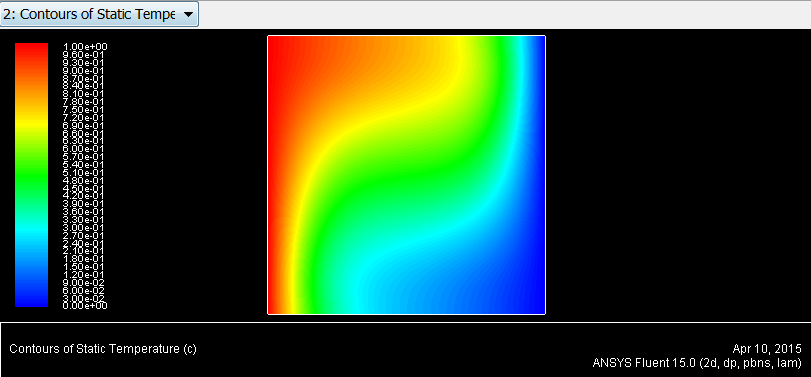 2: Contours of Static Tempe
1.00e+00
9.60e-01
9.30e-01
9.00e-01
8.70e-01
8.40e-01
8.10e-01
7.80e-01
7.50e-01
7.20e-01
6.90e-01
6.60e-01
6.30e-01
6.00e-01
5.70e-01
5.40e-01
5.10e-01
4.80e-01
4.50e-01
4.20e-01
3.90e-01
3.60e-01
3.30e-01
3.00e-01
2.70e-01
2.40e-01
2.10e-01
1.80e-01
1.50e-01
1.20e-01
9.00e-02
6.00e-02
3.00e-02
0.00e+00
Contours of Static Temperature (c)
Apr 10, 2015
ANSYS Fluent 15.0 (2d, dp, pbns, lam)